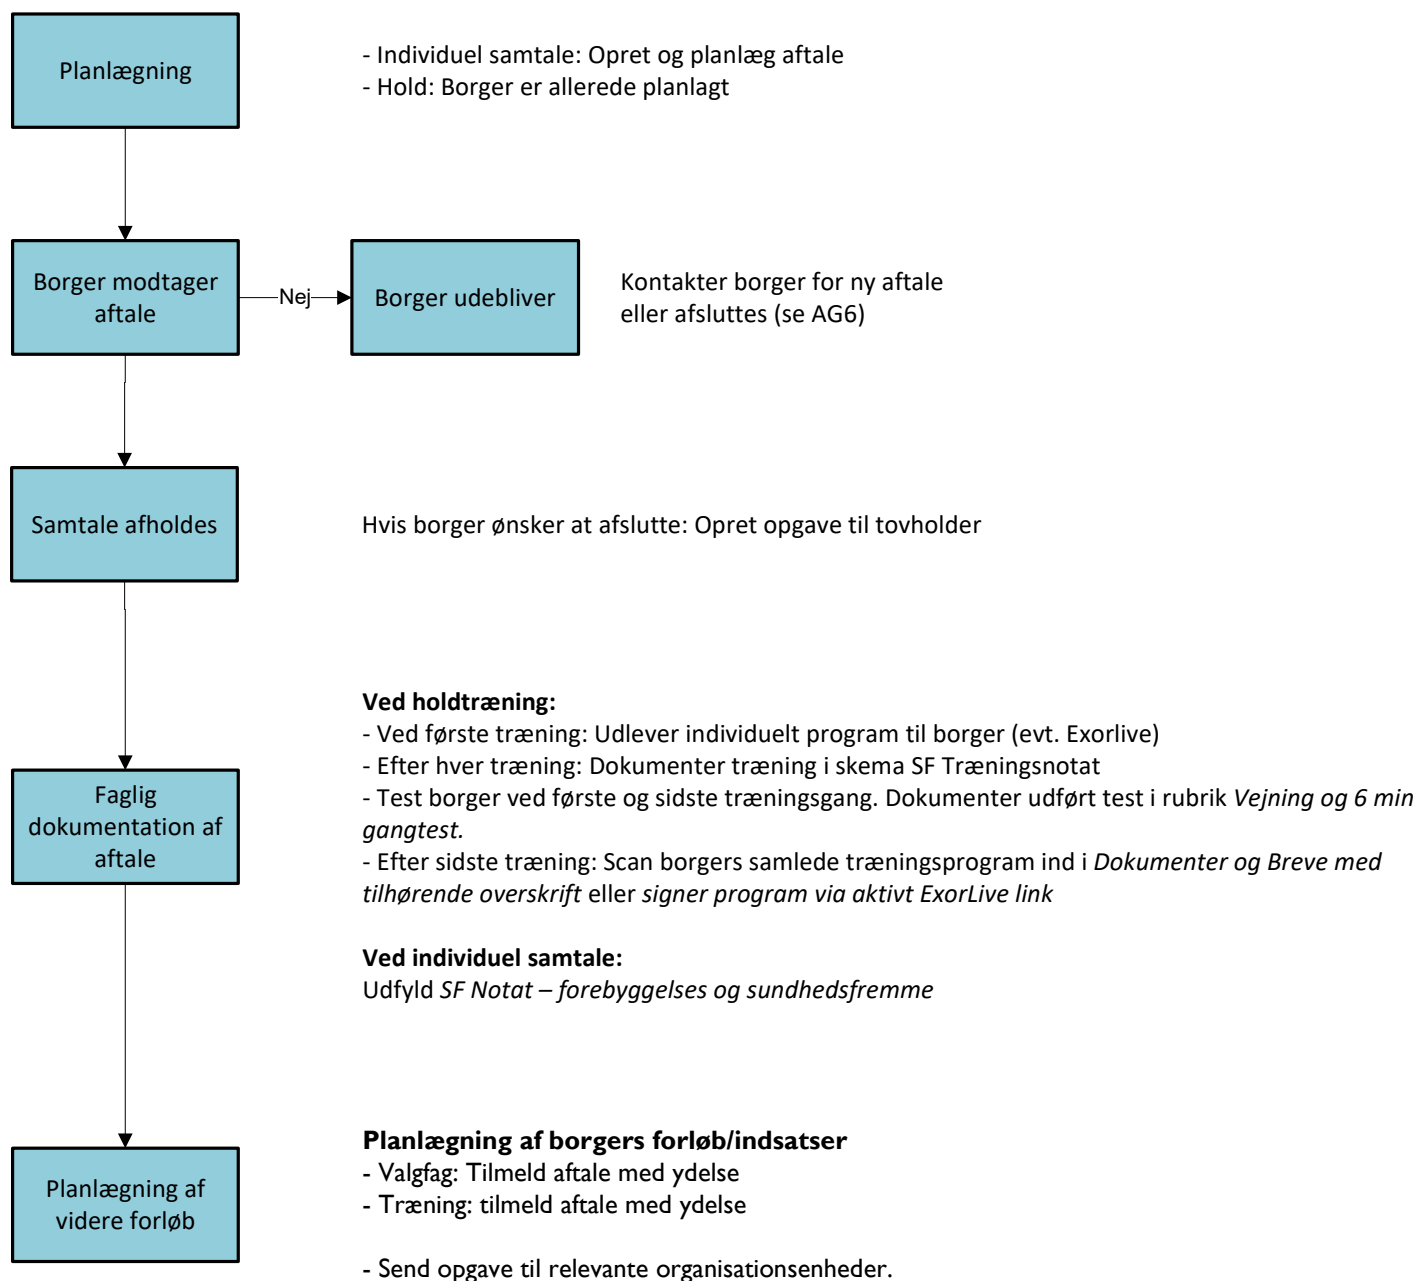 Planlægning
- Individuel samtale: Opret og planlæg aftale
- Hold: Borger er allerede planlagt
Borger modtager
aftale
Nej
Borger udebliver
Kontakter borger for ny aftale
eller afsluttes (se AG6)
Samtale afholdes
Hvis borger ønsker at afslutte: Opret opgave til tovholder
Faglig
dokumentation af
aftale
Ved holdtræning:
- Ved første træning: Udlever individuelt program til borger (evt. Exorlive)
- Efter hver træning: Dokumenter træning i skema SF Træningsnotat
- Test borger ved første og sidste træningsgang. Dokumenter udført test i rubrik Vejning og 6 min
gangtest.
- Efter sidste træning: Scan borgers samlede træningsprogram ind i Dokumenter og Breve med
tilhørende overskrift eller signer program via aktivt ExorLive link
Ved individuel samtale:
Udfyld SF Notat – forebyggelses og sundhedsfremme
Planlægning af
videre forløb
Planlægning af borgers forløb/indsatser
- Valgfag: Tilmeld aftale med ydelse
- Træning: tilmeld aftale med ydelse
- Send opgave til relevante organisationsenheder.